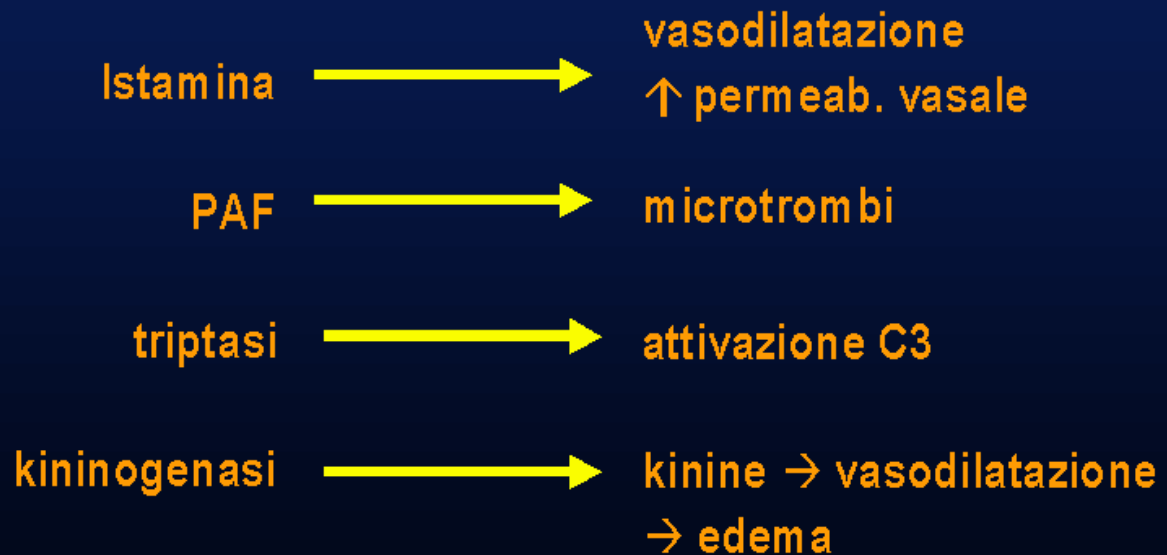 Istamina
vasodilatazione
↑ permeab. vasale
PAF
microtrombi
triptasi
attivazione C3
kininogenasi
kinine → vasodilatazione
→ edema